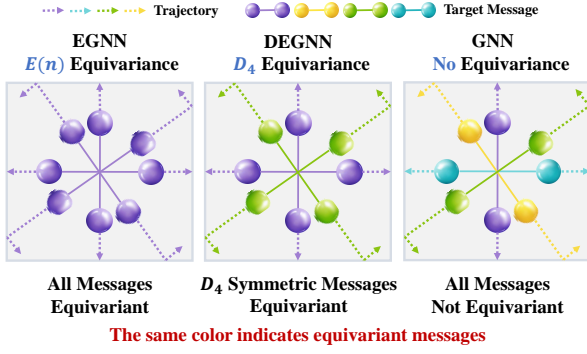 Trajectory
Target Message
EGNN
E(n) Equivariance
DEGNN
D₄ Equivariance
GNN
No Equivariance
All Messages
Equivariant
D₄ Symmetric Messages
Equivariant
All Messages
Not Equivariant
The same color indicates equivariant messages